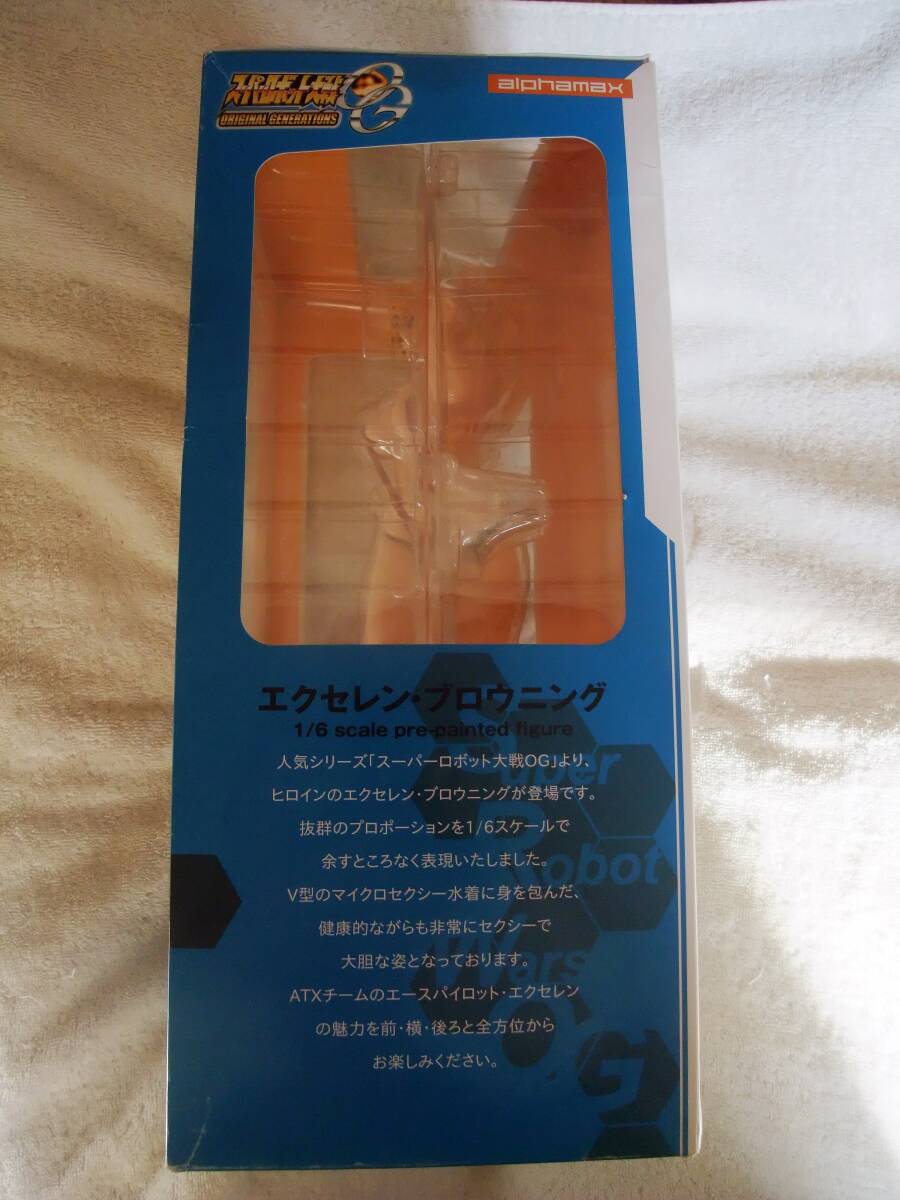 スーパーロボット大戦OG
ORIGINAL GENERATIONS
alphamax
エクセレン・ブロウニング
1/6 scale pre-painted figure
人気シリーズ「スーパーロボット大戦OG」より、
ヒロインのエクセレン・ブロウニングが登場です。
抜群のプロポーションを1/6スケールで
余すところなく表現いたしました。
V型のマイクロセクシー水着に身を包んだ、
健康的ながらも非常にセクシーで
大胆な姿となっております。
ATXチームのエースパイロット・エクセレン
の魅力を前・横・後ろと全方位から
お楽しみください。
Super
Robot
Wars
OG